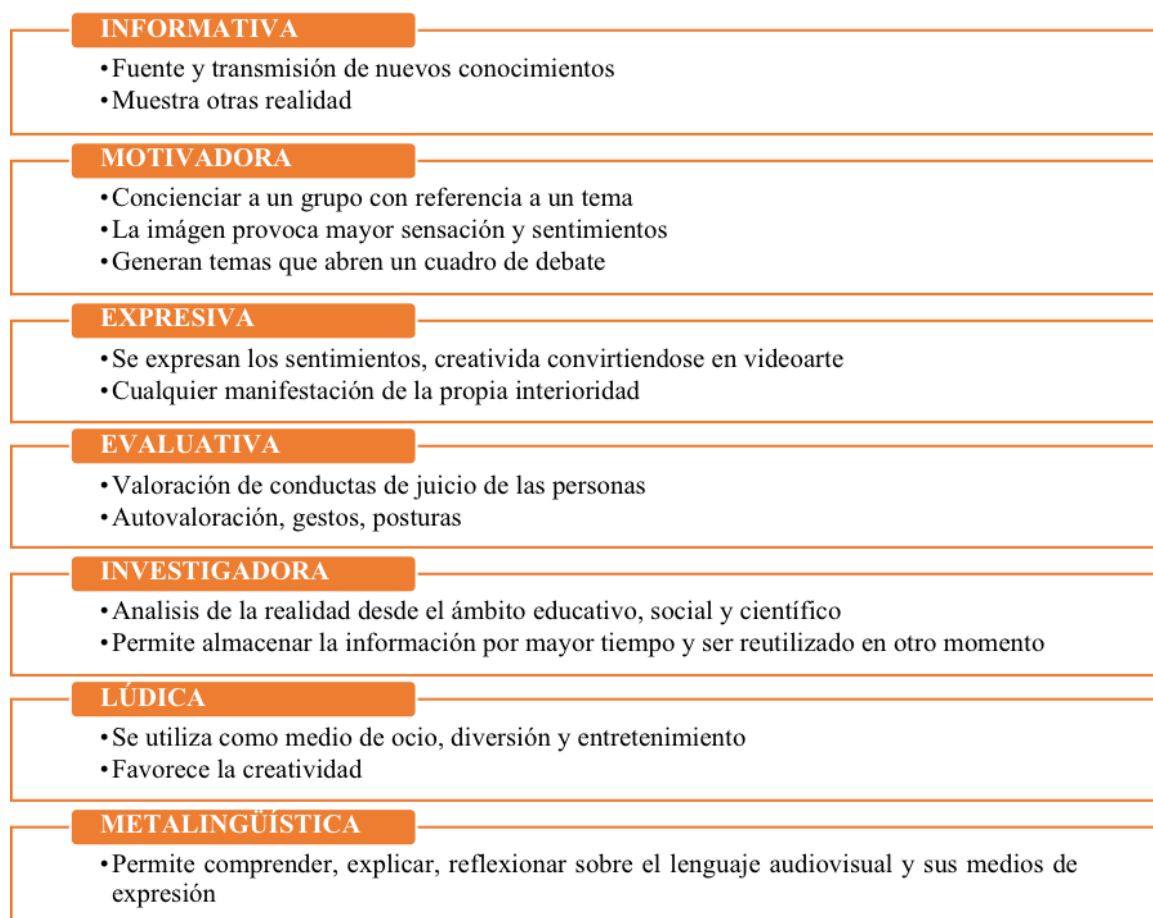 INFORMATIVA
•Fuente y transmisión de nuevos conocimientos
•Muestra otras realidad
MOTIVADORA
•Concienciar a un grupo con referencia a un tema
•La imágen provoca mayor sensación y sentimientos
•Generan temas que abren un cuadro de debate
EXPRESIVA
•Se expresan los sentimientos, creativida convirtiendose en videoarte
•Cualquier manifestación de la propia interioridad
EVALUATIVA
•Valoración de conductas de juicio de las personas
•Autovaloración, gestos, posturas
INVESTIGADORA
•Analisis de la realidad desde el ámbito educativo, social y científico
•Permite almacenar la información por mayor tiempo y ser reutilizado en otro momento
LÚDICA
•Se utiliza como medio de ocio, diversión y entretenimiento
•Favorece la creatividad
METALINGÜÍSTICA
•Permite comprender, explicar, reflexionar sobre el lenguaje audiovisual y sus medios de
expresión